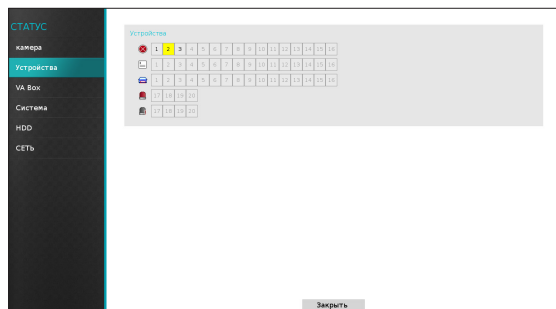 СТАТУС
камера
Устройства
VA Box
Система
HDD
СЕТЬ
Устройства
1 2 3 4 5 6 7 8 9 10 11 12 13 14 15 16
1 2 3 4 5 6 7 8 9 10 11 12 13 14 15 16
1 2 3 4 5 6 7 8 9 10 11 12 13 14 15 16
17 18 19 20
17 18 19 20
Закрыть